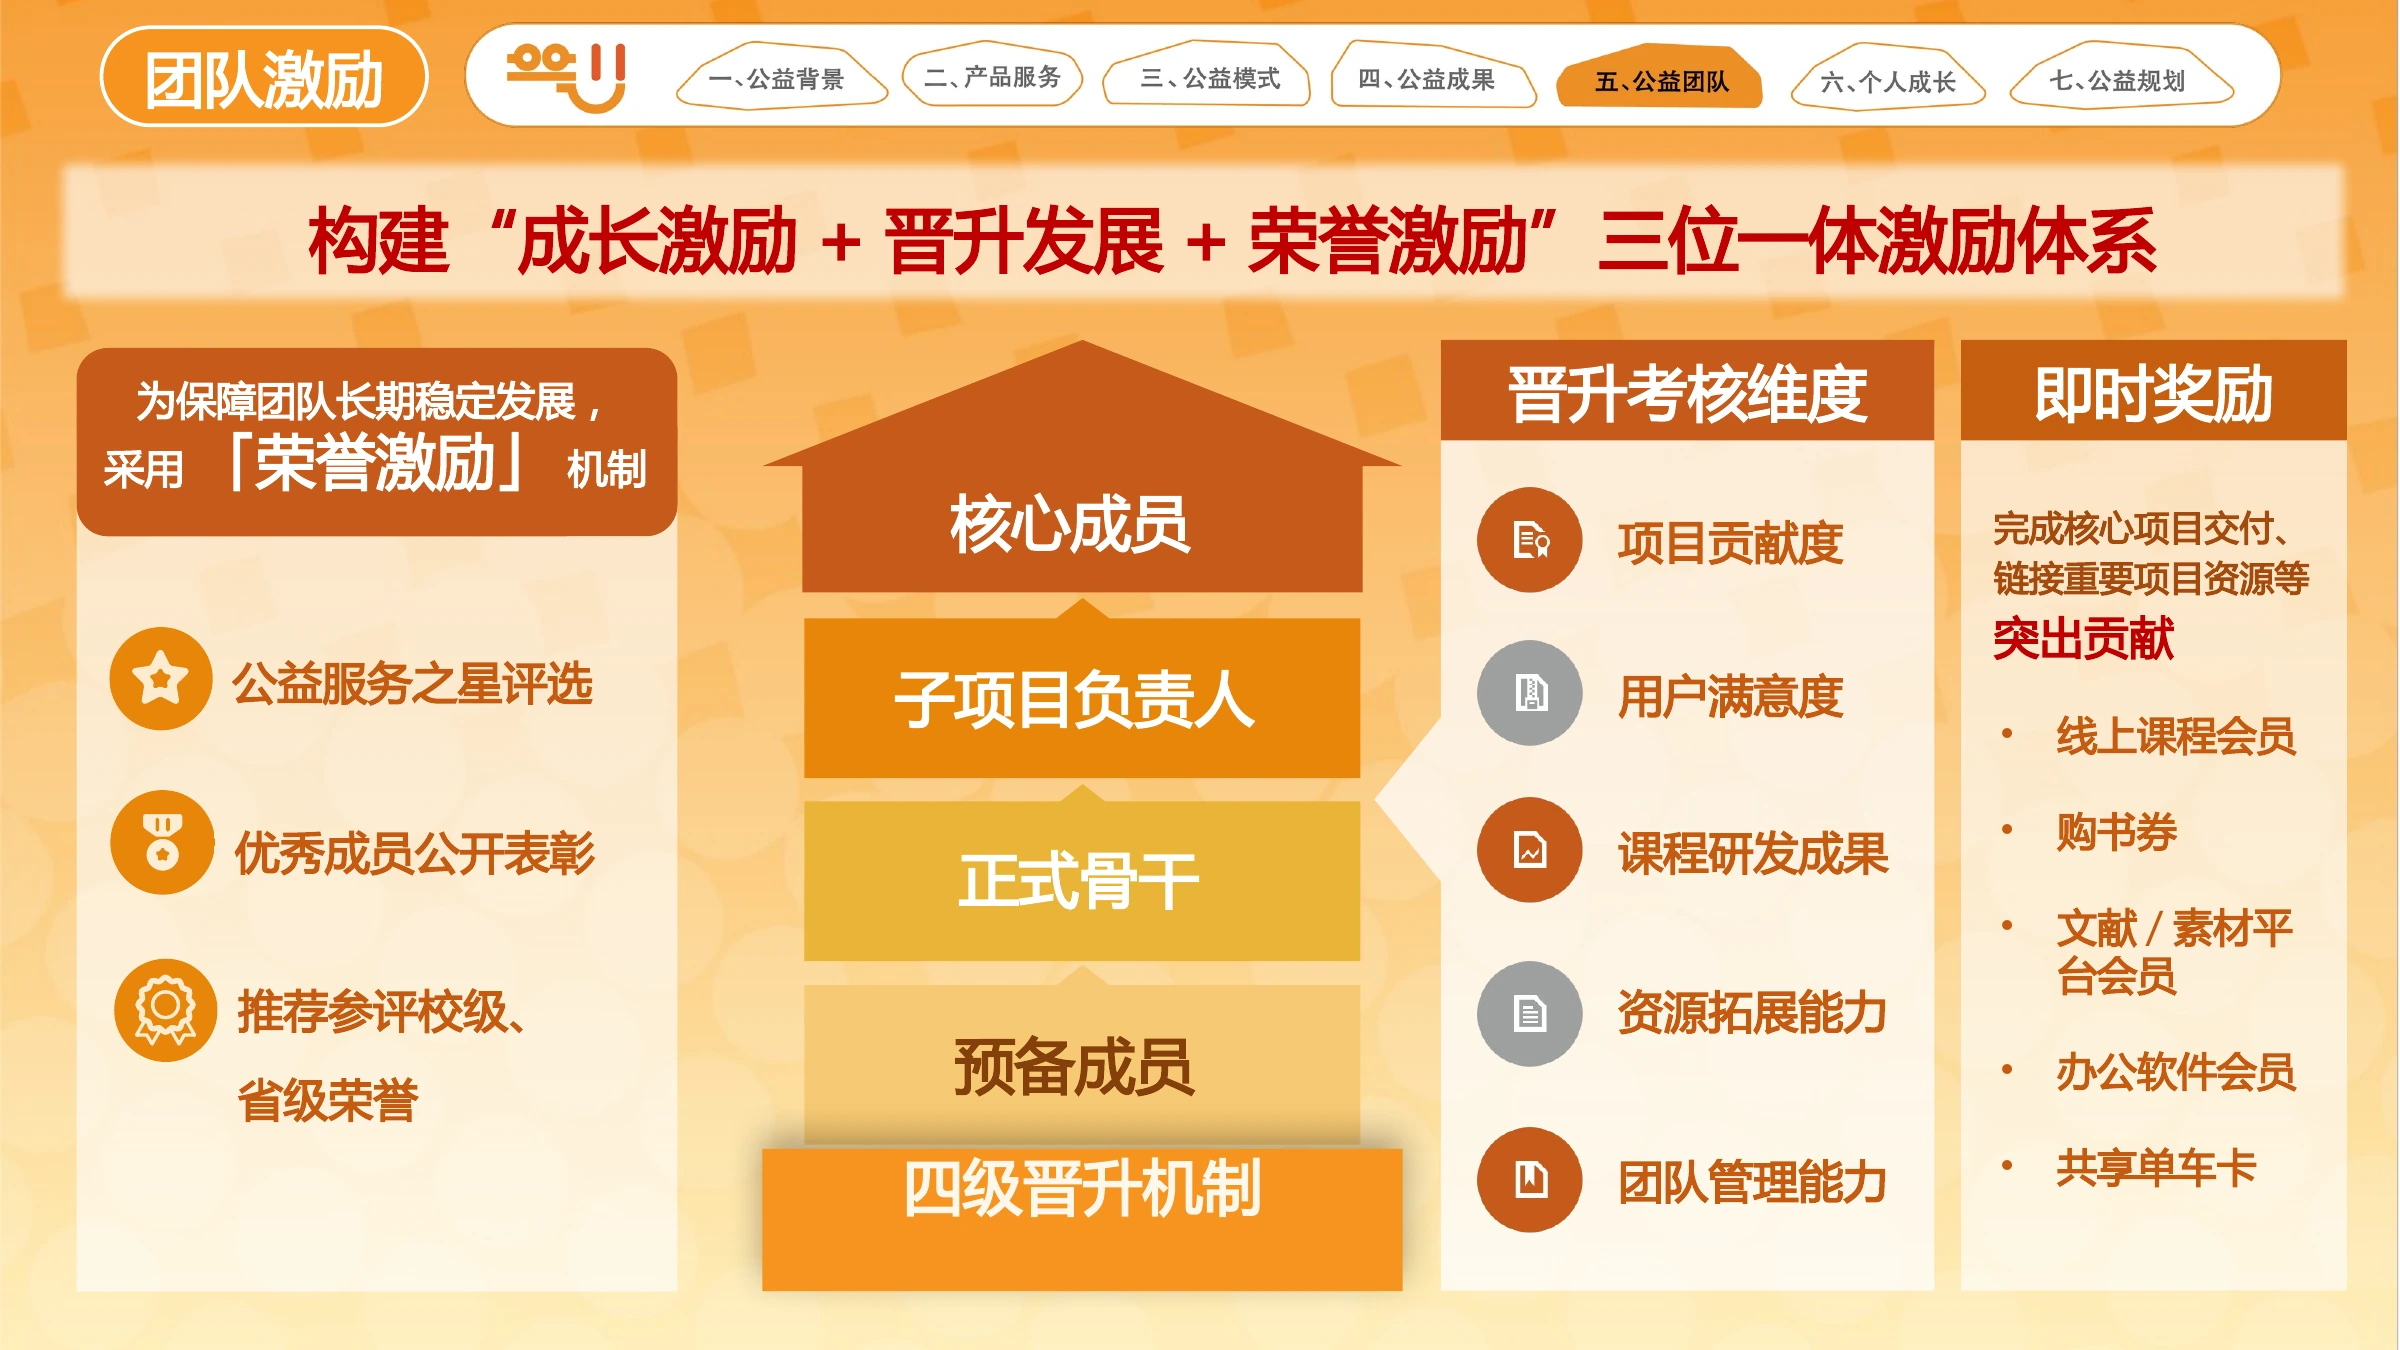 团队激励
一、公益背景
二、产品服务
三、公益模式
四、公益成果
五、公益团队
六、个人成长
七、公益规划
构建“成长激励 + 晋升发展 + 荣誉激励”三位一体激励体系
为保障团队长期稳定发展，
采用「荣誉激励」机制
公益服务之星评选
优秀成员公开表彰
推荐参评校级、
省级荣誉
核心成员
子项目负责人
正式骨干
预备成员
四级晋升机制
晋升考核维度
项目贡献度
用户满意度
课程研发成果
资源拓展能力
团队管理能力
即时奖励
完成核心项目交付、
链接重要项目资源等
突出贡献
• 线上课程会员
• 购书券
• 文献 / 素材平
台会员
• 办公软件会员
• 共享单车卡